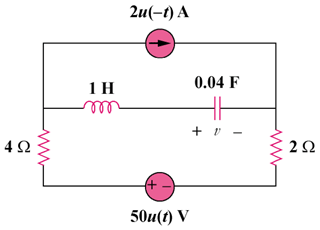 2u(−t) A
1 H
0.04 F
+ v −
4 Ω
2 Ω
+ −
50u(t) V